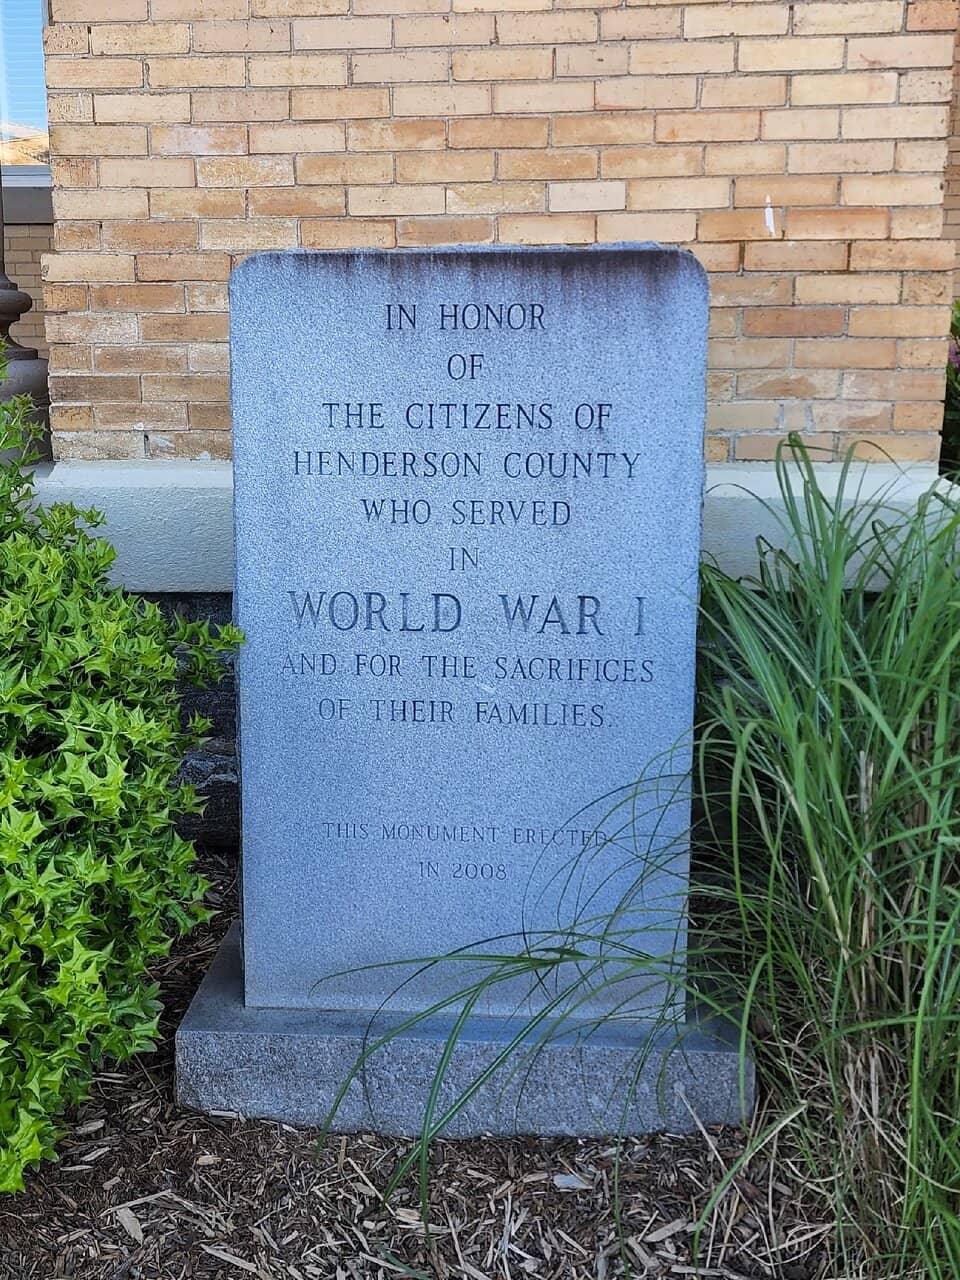 IN HONOR
OF
THE CITIZENS OF
HENDERSON COUNTY
WHO SERVED
IN
WORLD WAR I
AND FOR THE SACRIFICES
OF THEIR FAMILIES.
THIS MONUMENT ERECTED
IN 2008